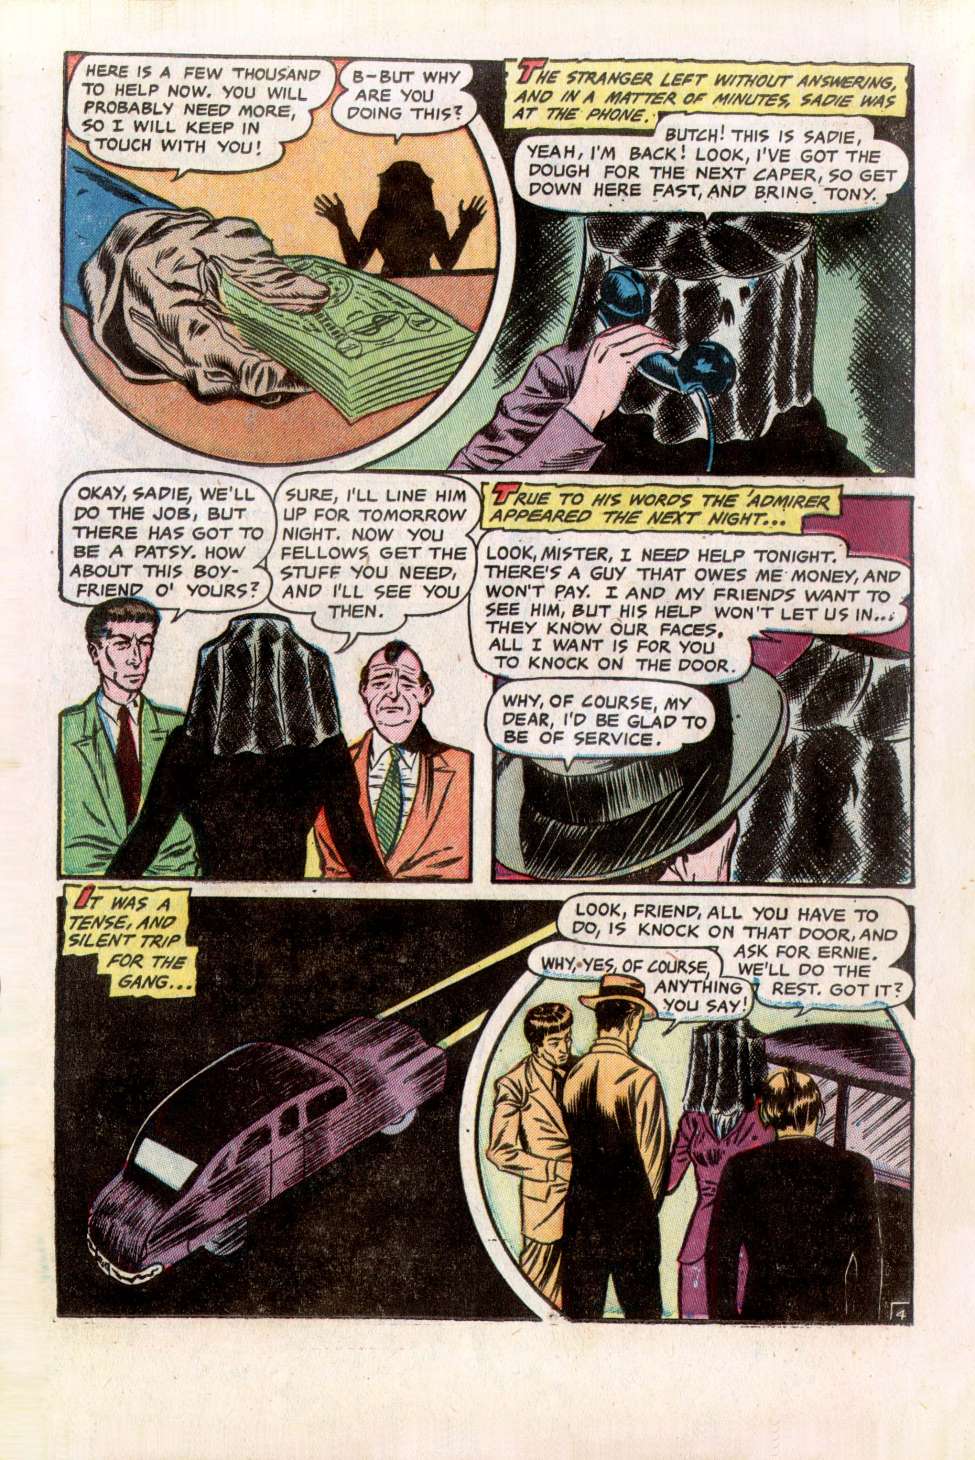 HERE IS A FEW THOUSAND
TO HELP NOW. YOU WILL
PROBABLY NEED MORE,
SO I WILL KEEP IN
TOUCH WITH YOU!
B-BUT WHY
ARE YOU
DOING THIS?
THE STRANGER LEFT WITHOUT ANSWERING,
AND IN A MATTER OF MINUTES, SADIE WAS
AT THE PHONE.
BUTCH! THIS IS SADIE,
YEAH, I'M BACK! LOOK, I'VE GOT THE
DOUGH FOR THE NEXT CAPER, SO GET
DOWN HERE FAST, AND BRING TONY.
OKAY, SADIE, WE'LL
DO THE JOB, BUT
THERE HAS GOT TO
BE A PATSY. HOW
ABOUT THIS BOY-
FRIEND O' YOURS?
SURE, I'LL LINE HIM
UP FOR TOMORROW
NIGHT. NOW YOU
FELLOWS GET THE
STUFF YOU NEED,
AND I'LL SEE YOU
THEN.
TRUE TO HIS WORDS THE 'ADMIRER
APPEARED THE NEXT NIGHT...
LOOK, MISTER, I NEED HELP TONIGHT.
THERE'S A GUY THAT OWES ME MONEY, AND
WON'T PAY. I AND MY FRIENDS WANT TO
SEE HIM, BUT HIS HELP WON'T LET US IN...
THEY KNOW OUR FACES.
ALL I WANT IS FOR YOU
TO KNOCK ON THE DOOR.
WHY, OF COURSE, MY
DEAR, I'D BE GLAD TO
BE OF SERVICE.
IT WAS A
TENSE, AND
SILENT TRIP
FOR THE
GANG...
LOOK, FRIEND, ALL YOU HAVE TO
DO, IS KNOCK ON THAT DOOR, AND
ASK FOR ERNIE.
WE'LL DO THE
REST. GOT IT?
WHY, YES, OF COURSE,
ANYTHING
YOU SAY!
4